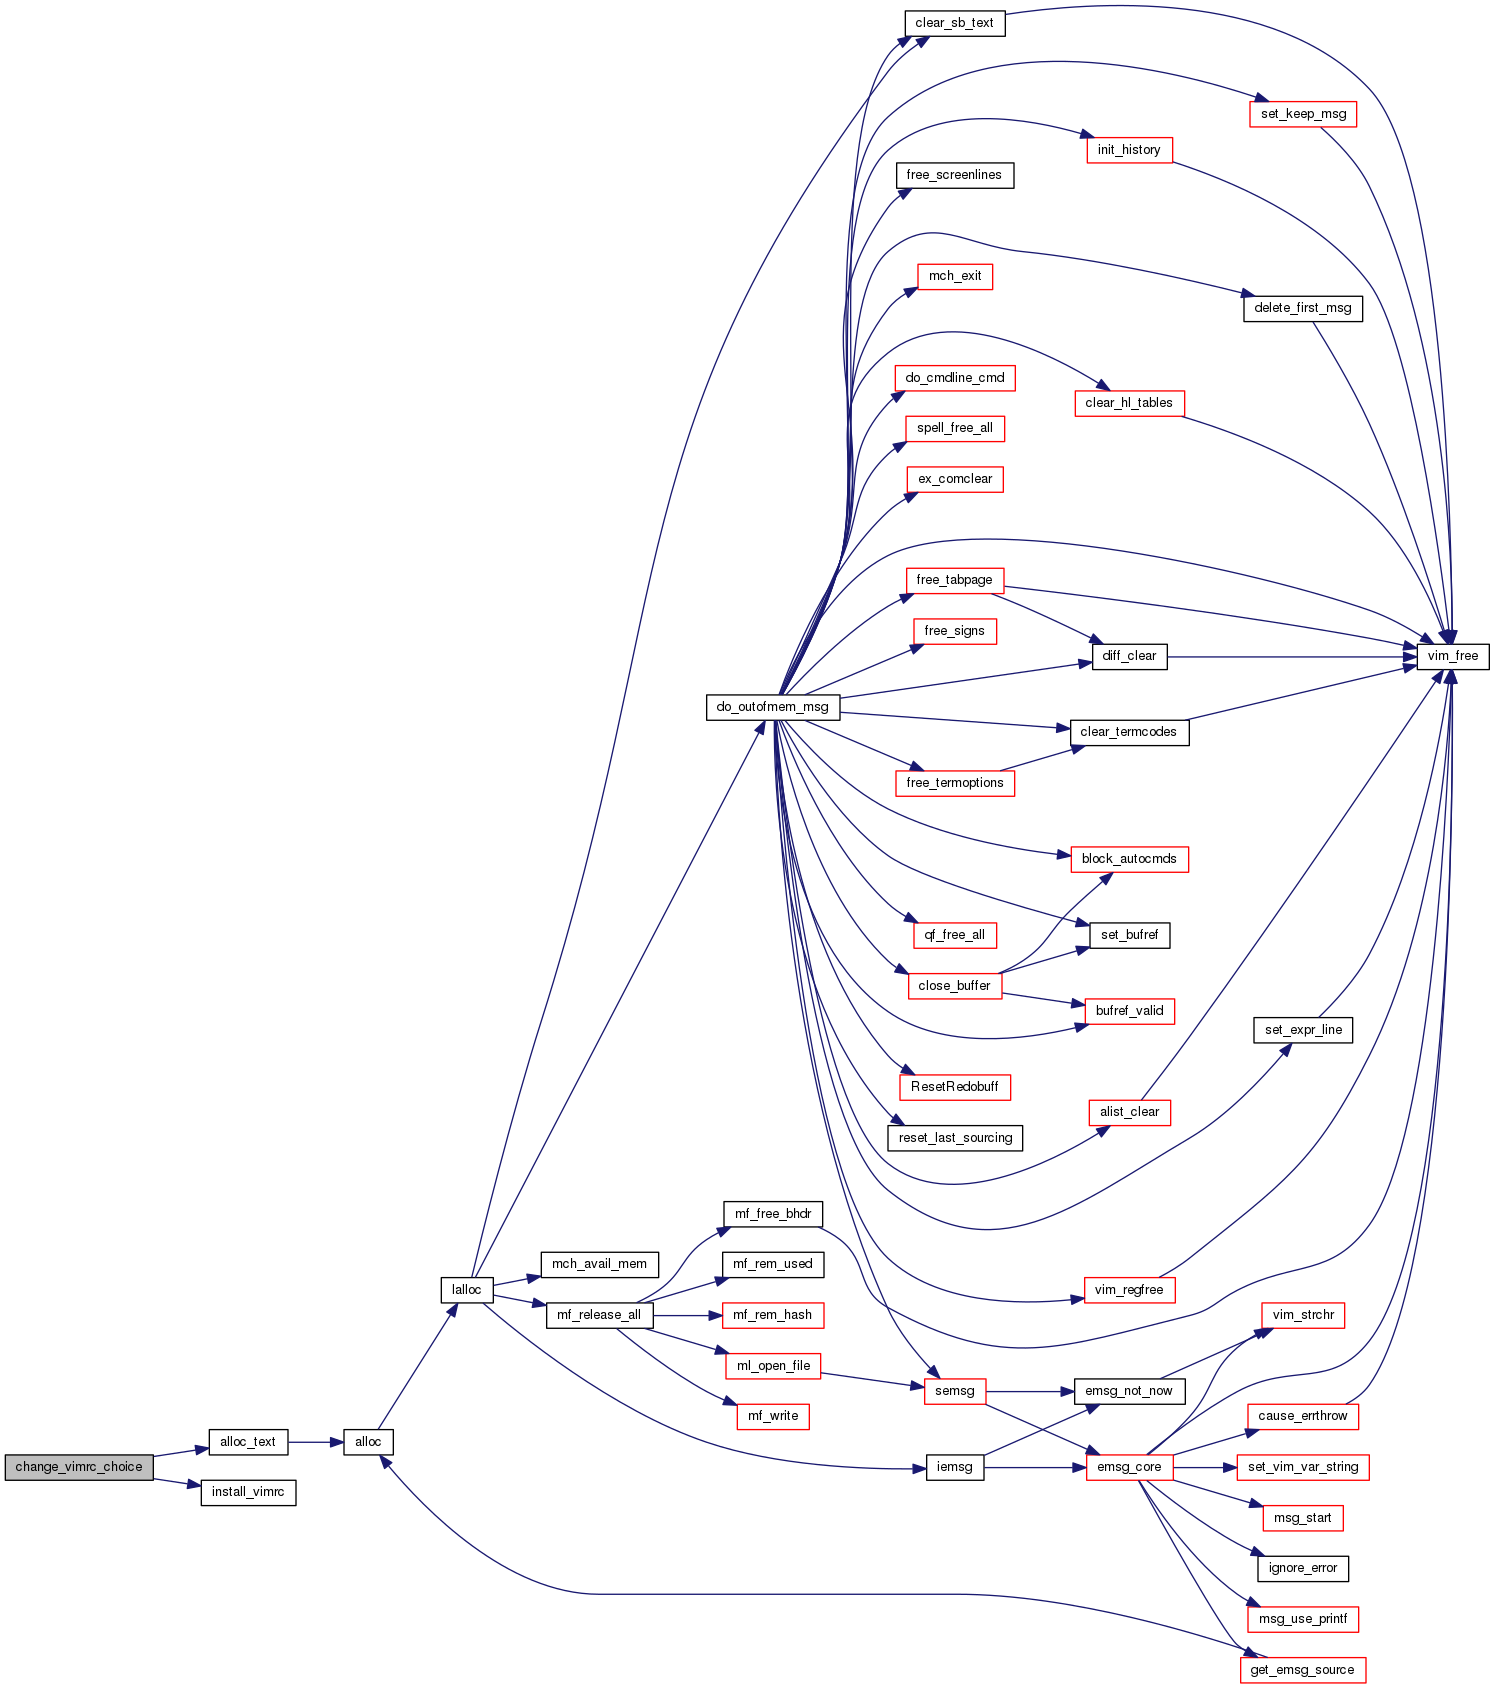 clear_sb_text
set_keep_msg
init_history
free_screenlines
mch_exit
delete_first_msg
do_cmdline_cmd
clear_hl_tables
spell_free_all
ex_comclear
free_tabpage
free_signs
diff_clear
vim_free
do_outofmem_msg
clear_termcodes
free_termoptions
block_autocmds
qf_free_all
set_bufref
close_buffer
bufref_valid
set_expr_line
ResetRedobuff
alist_clear
reset_last_sourcing
mf_free_bhdr
mch_avail_mem
mf_rem_used
lalloc
vim_regfree
mf_release_all
mf_rem_hash
vim_strchr
ml_open_file
semsg
emsg_not_now
mf_write
cause_errthrow
alloc_text
alloc
change_vimrc_choice
iemsg
emsg_core
set_vim_var_string
install_vimrc
msg_start
ignore_error
msg_use_printf
get_emsg_source